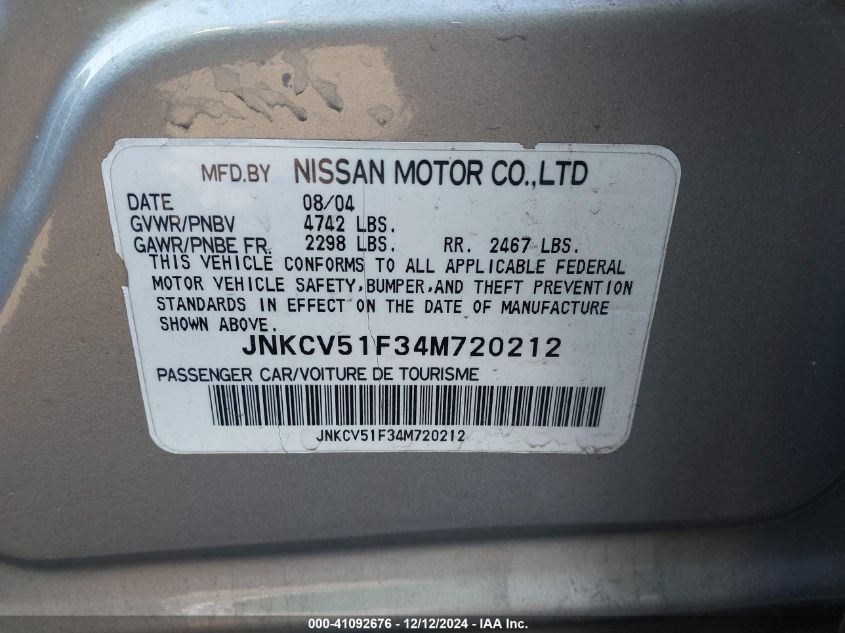 MFD.BY NISSAN MOTOR CO.,LTD
DATE 08/04
GVWR/PNBV 4742 LBS.
GAWR/PNBE FR. 2298 LBS. RR. 2467 LBS.
THIS VEHICLE CONFORMS TO ALL APPLICABLE FEDERAL
MOTOR VEHICLE SAFETY,BUMPER,AND THEFT PREVENTION
STANDARDS IN EFFECT ON THE DATE OF MANUFACTURE
SHOWN ABOVE.
JNKCV51F34M720212
PASSENGER CAR/VOITURE DE TOURISME
JNKCV51F34M720212
000-41092676 - 12/12/2024 - IAA Inc.